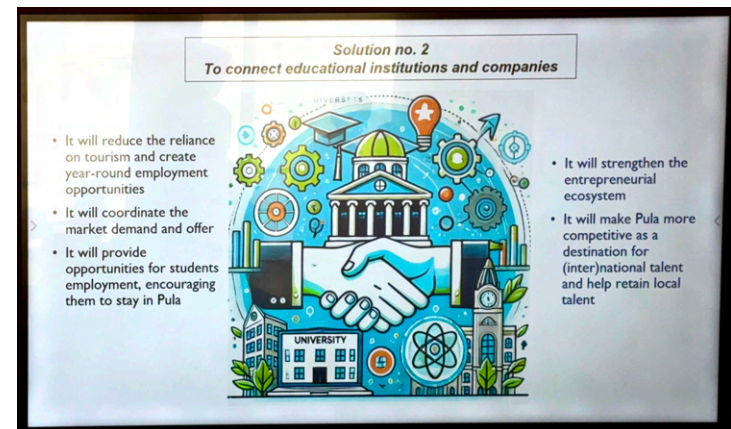 Solution no. 2
To connect educational institutions and companies
• It will reduce the reliance
on tourism and create
year-round employment
opportunities
• It will coordinate the
market demand and offer
• It will provide
opportunities for students
employment, encouraging
them to stay in Pula
UNIVERSITY
• It will strengthen the
entrepreneurial
ecosystem
• It will make Pula more
competitive as a
destination for
(inter)national talent
and help retain local
talent